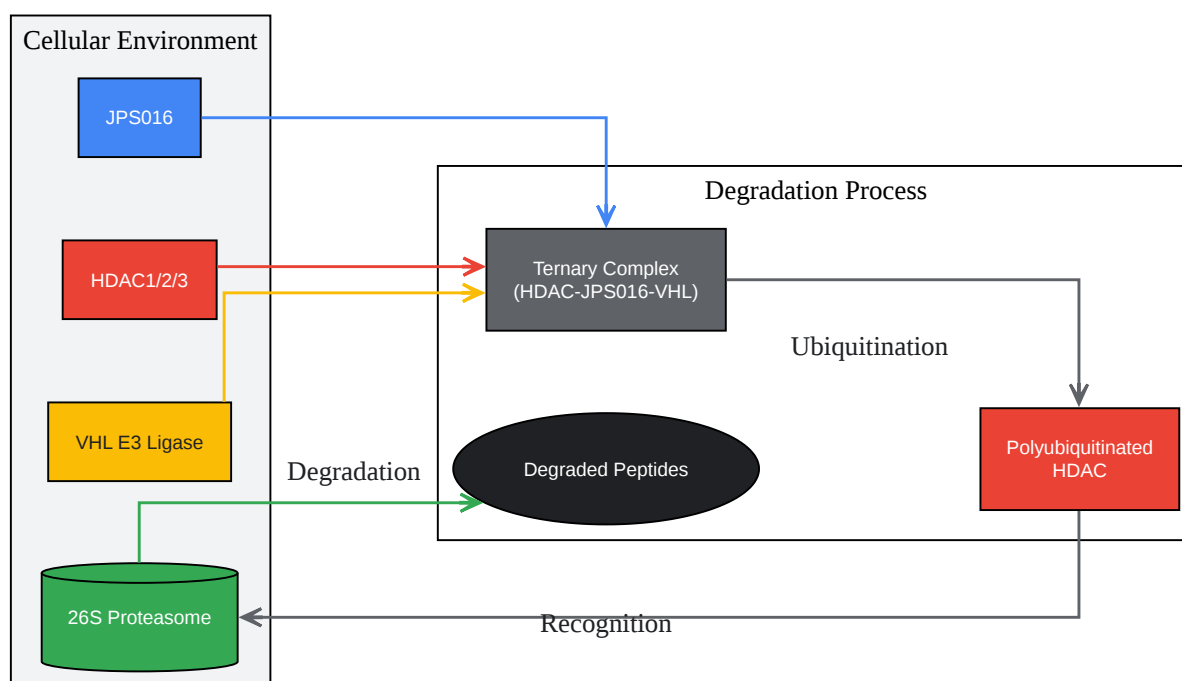 Cellular Environment
JPS016
Degradation Process
HDAC1/2/3
Ternary Complex
(HDAC-JPS016-VHL)
Ubiquitination
VHL E3 Ligase
Degradation
Degraded Peptides
Polyubiquitinated
HDAC
26S Proteasome
Recognition